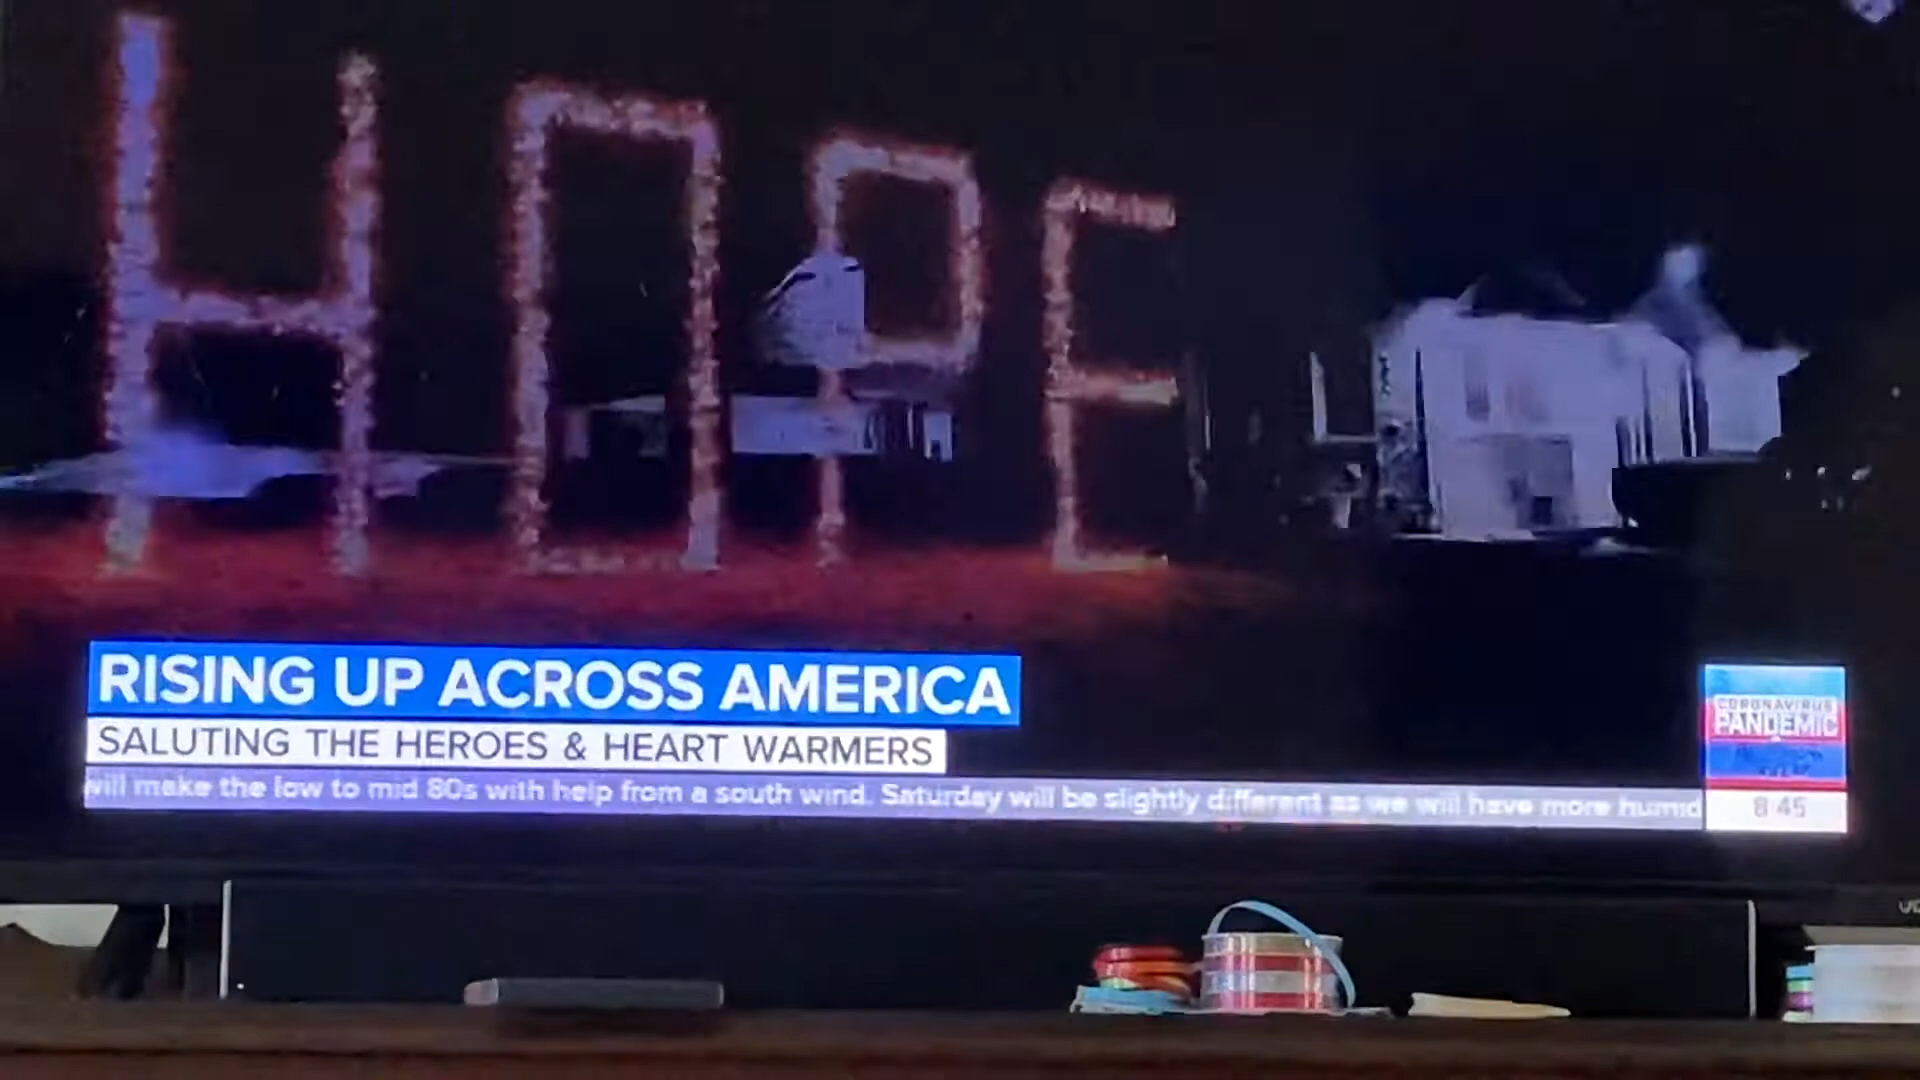 HOPE
RISING UP ACROSS AMERICA
SALUTING THE HEROES & HEART WARMERS
will make the low to mid 80s with help from a south wind. Saturday will be slightly different as we will have more humid
CORONAVIRUS
PANDEMIC
8:45